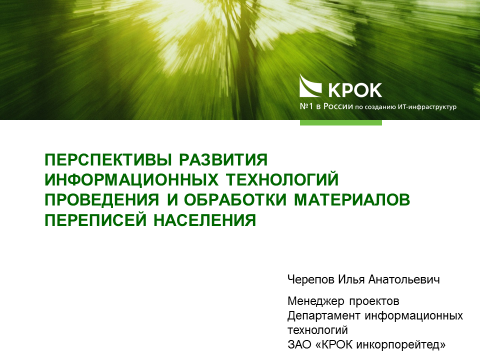 КРОК
№1 в России по созданию ИТ-инфраструктур
ПЕРСПЕКТИВЫ РАЗВИТИЯ
ИНФОРМАЦИОННЫХ ТЕХНОЛОГИЙ
ПРОВЕДЕНИЯ И ОБРАБОТКИ МАТЕРИАЛОВ
ПЕРЕПИСЕЙ НАСЕЛЕНИЯ
Черепов Илья Анатольевич
Менеджер проектов
Департамент информационных
технологий
ЗАО «КРОК инкорпорейтед»